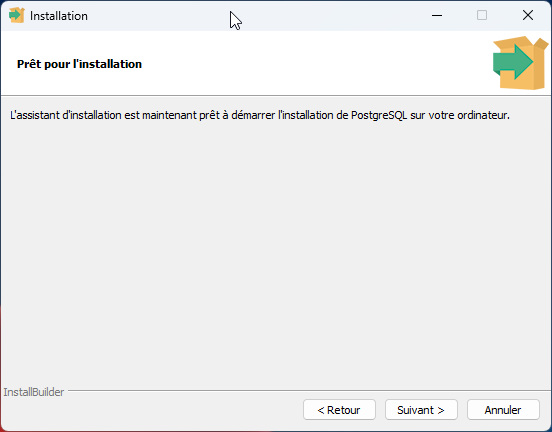 Installation
Prêt pour l'installation
L'assistant d'installation est maintenant prêt à démarrer l'installation de PostgreSQL sur votre ordinateur.
InstallBuilder
< Retour
Suivant >
Annuler